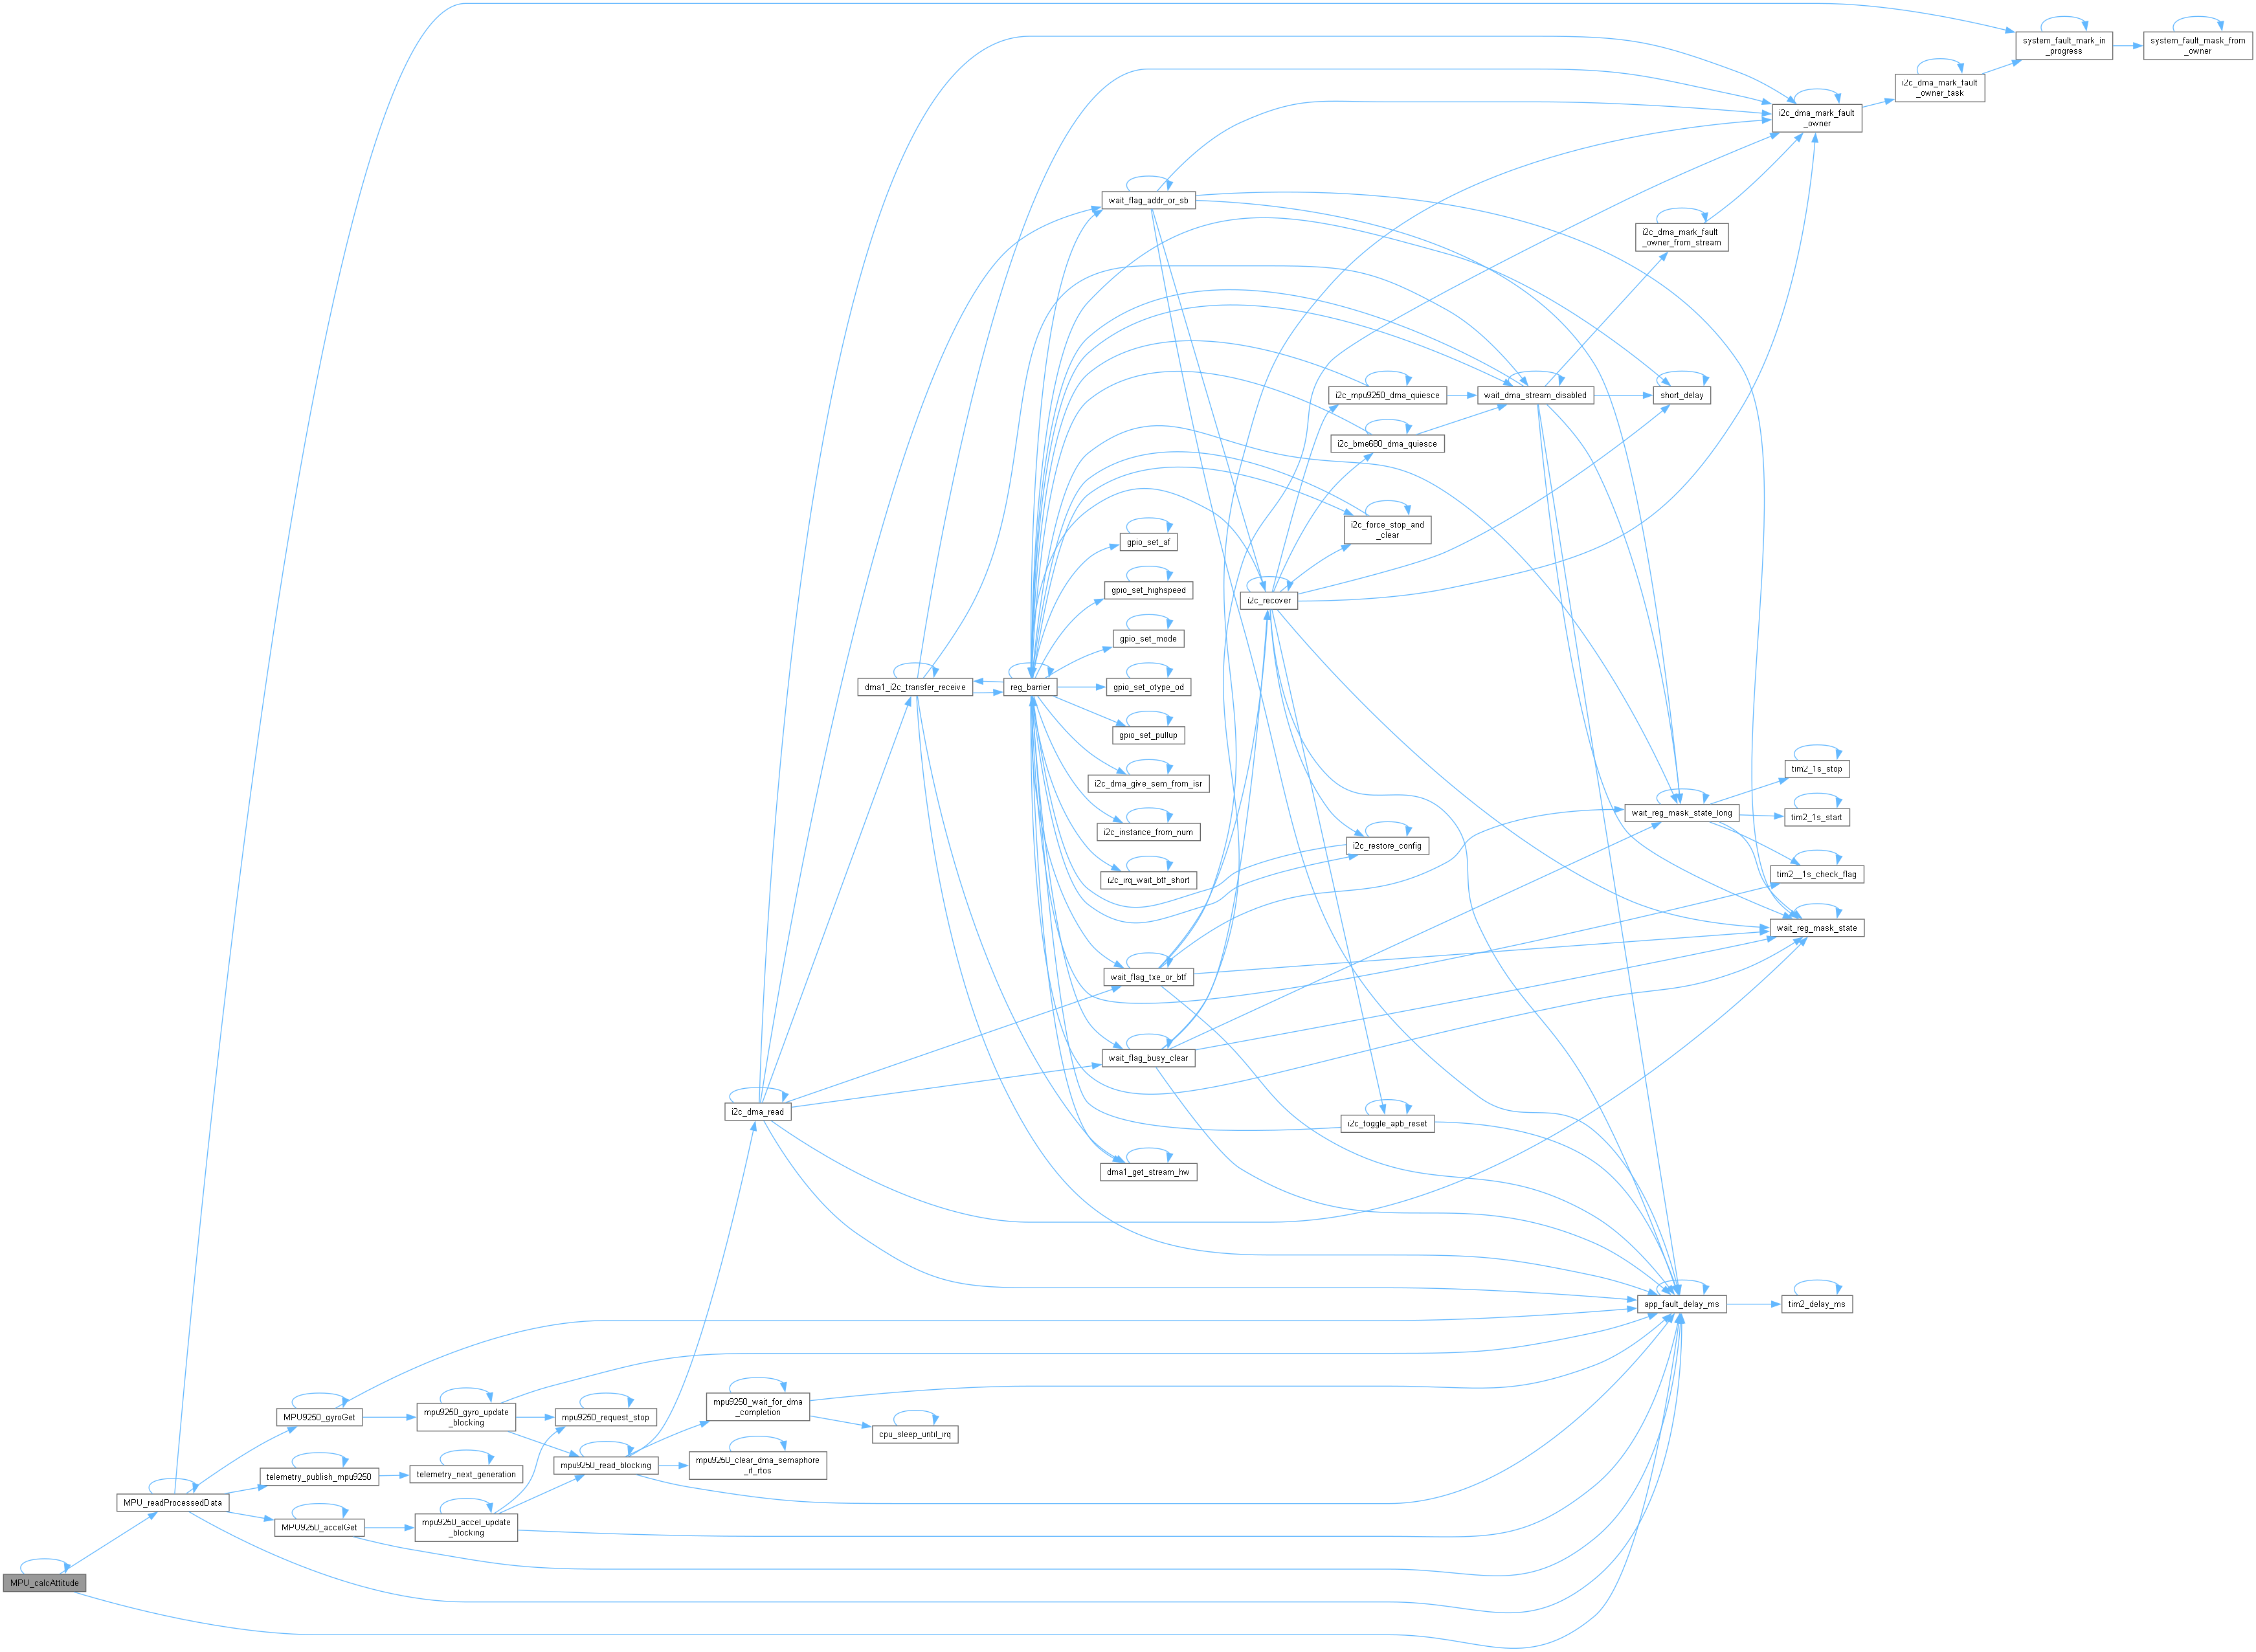 system_fault_mark_in
_progress
system_fault_mask_from
_owner
i2c_dma_mark_fault
_owner_task
i2c_dma_mark_fault
_owner
wait_flag_addr_or_sb
i2c_dma_mark_fault
_owner_from_stream
i2c_mpu9250_dma_quiesce
wait_dma_stream_disabled
short_delay
i2c_bme680_dma_quiesce
i2c_force_stop_and
_clear
gpio_set_af
gpio_set_highspeed
i2c_recover
gpio_set_mode
dma1_i2c_transfer_receive
reg_barrier
gpio_set_otype_od
gpio_set_pullup
tim2_1s_stop
i2c_dma_give_sem_from_isr
wait_reg_mask_state_long
tim2_1s_start
i2c_instance_from_num
i2c_restore_config
i2c_irq_wait_btf_short
tim2__1s_check_flag
wait_reg_mask_state
wait_flag_txe_or_btf
wait_flag_busy_clear
i2c_dma_read
i2c_toggle_apb_reset
dma1_get_stream_hw
app_fault_delay_ms
tim2_delay_ms
MPU9250_gyroGet
mpu9250_gyro_update
_blocking
mpu9250_request_stop
mpu9250_wait_for_dma
_completion
cpu_sleep_until_irq
telemetry_publish_mpu9250
telemetry_next_generation
mpu9250_read_blocking
mpu9250_clear_dma_semaphore
_if_rtos
MPU_readProcessedData
MPU9250_accelGet
mpu9250_accel_update
_blocking
MPU_calcAttitude